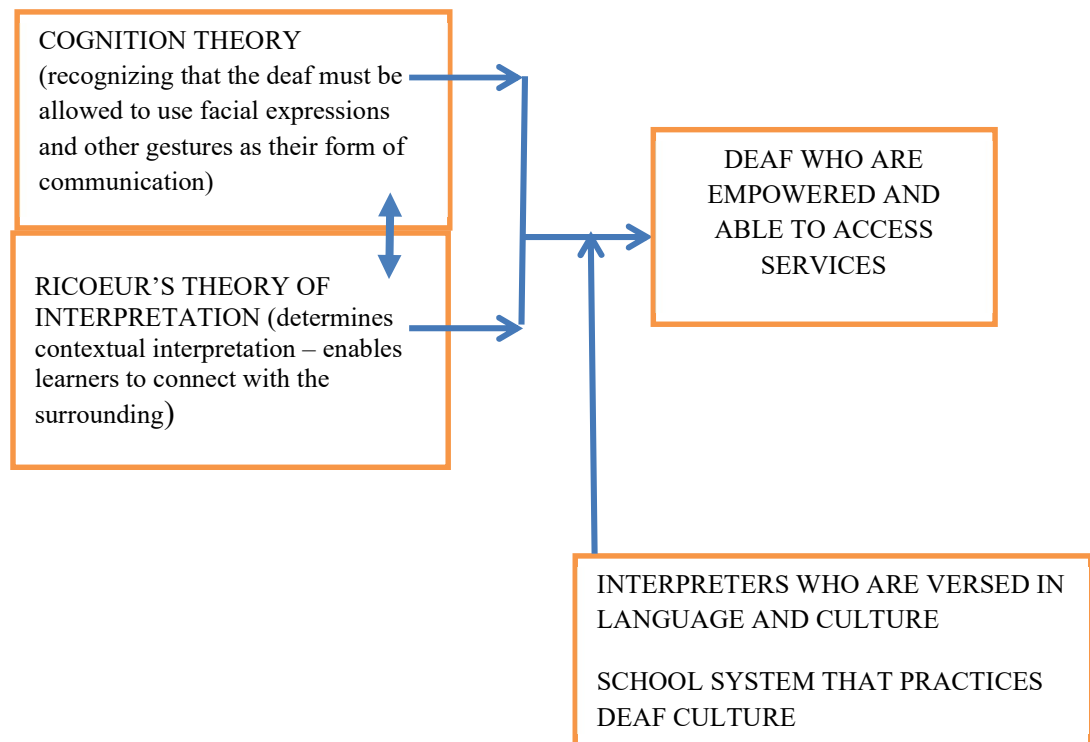 COGNITION THEORY
(recognizing that the deaf must be
allowed to use facial expressions
and other gestures as their form of
communication)
RICOEUR’S THEORY OF
INTERPRETATION (determines
contextual interpretation – enables
learners to connect with the
surrounding)
DEAF WHO ARE
EMPOWERED AND
ABLE TO ACCESS
SERVICES
INTERPRETERS WHO ARE VERSED IN
LANGUAGE AND CULTURE
SCHOOL SYSTEM THAT PRACTICES
DEAF CULTURE